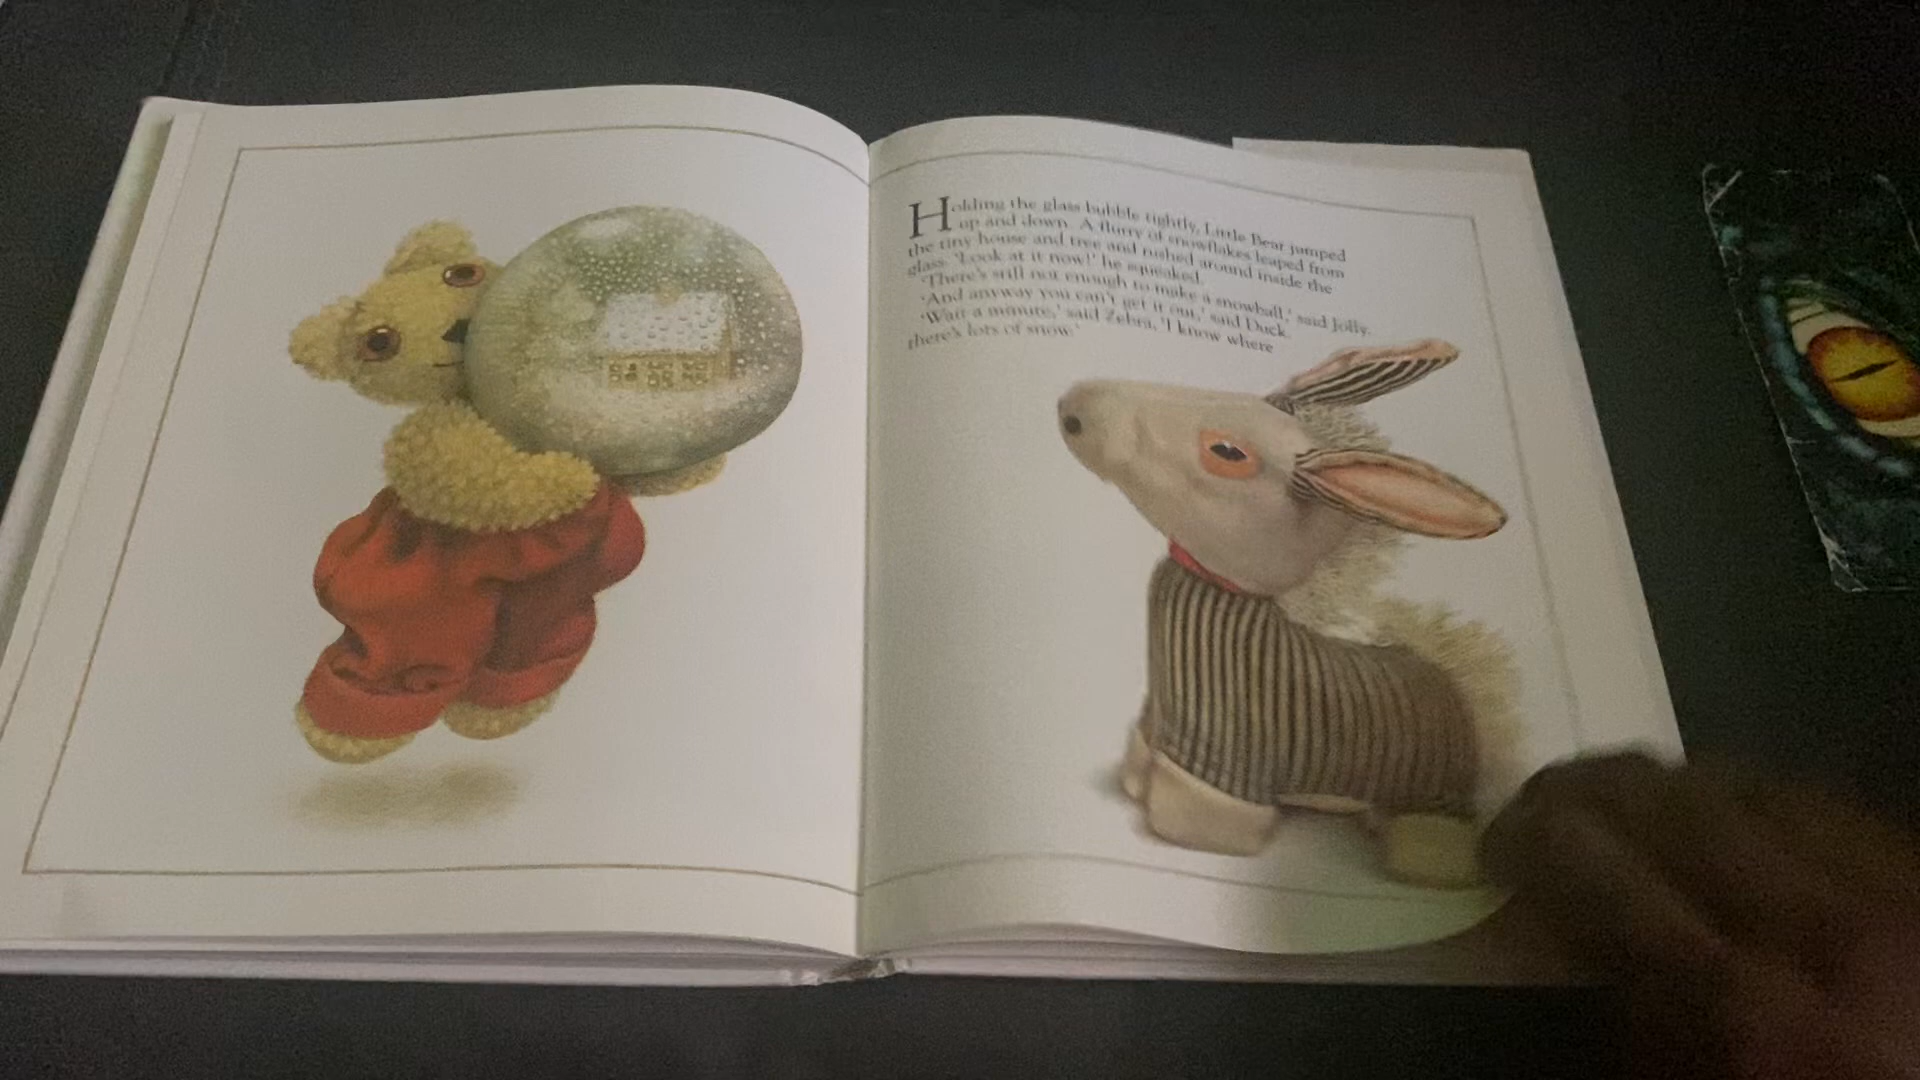 Holding the glass bubble tightly, Little Bear jumped
up and down. A flurry of snowflakes leaped from
the tiny house and tree and rushed around inside the
glass. 'Look at it now!' he squeaked.
'There's still not enough to make a snowball,' said Jolly.
'And anyway you can't get it out,' said Duck.
'Wait a minute,' said Zebra, 'I know where
there's lots of snow.'